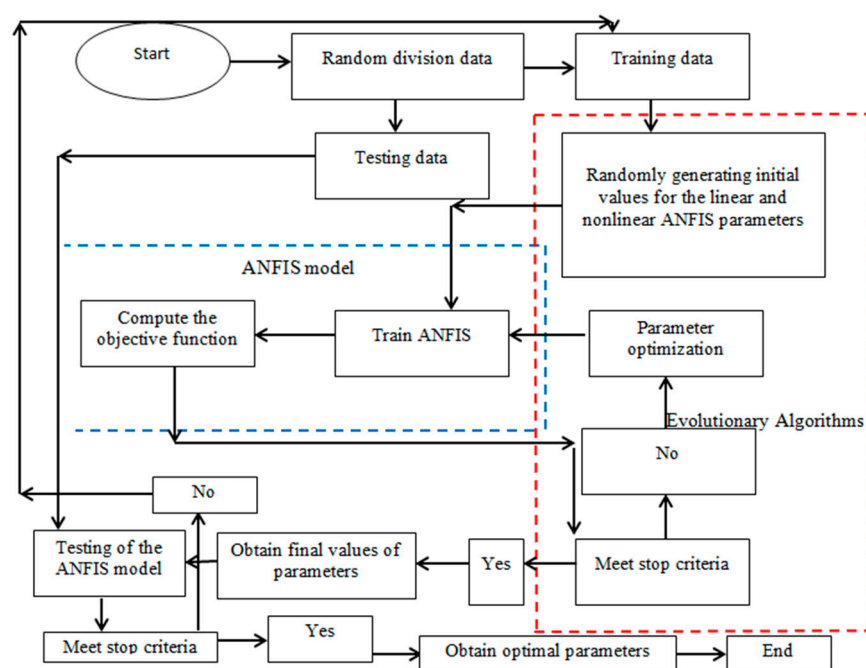 Start
Random division data
Training data
Testing data
Randomly generating initial
values for the linear and
nonlinear ANFIS parameters
ANFIS model
Compute the
objective function
Train ANFIS
Parameter
optimization
Evolutionary Algorithms
No
No
Testing of the
ANFIS model
Obtain final values of
parameters
Yes
Meet stop criteria
Meet stop criteria
Yes
Obtain optimal parameters
End